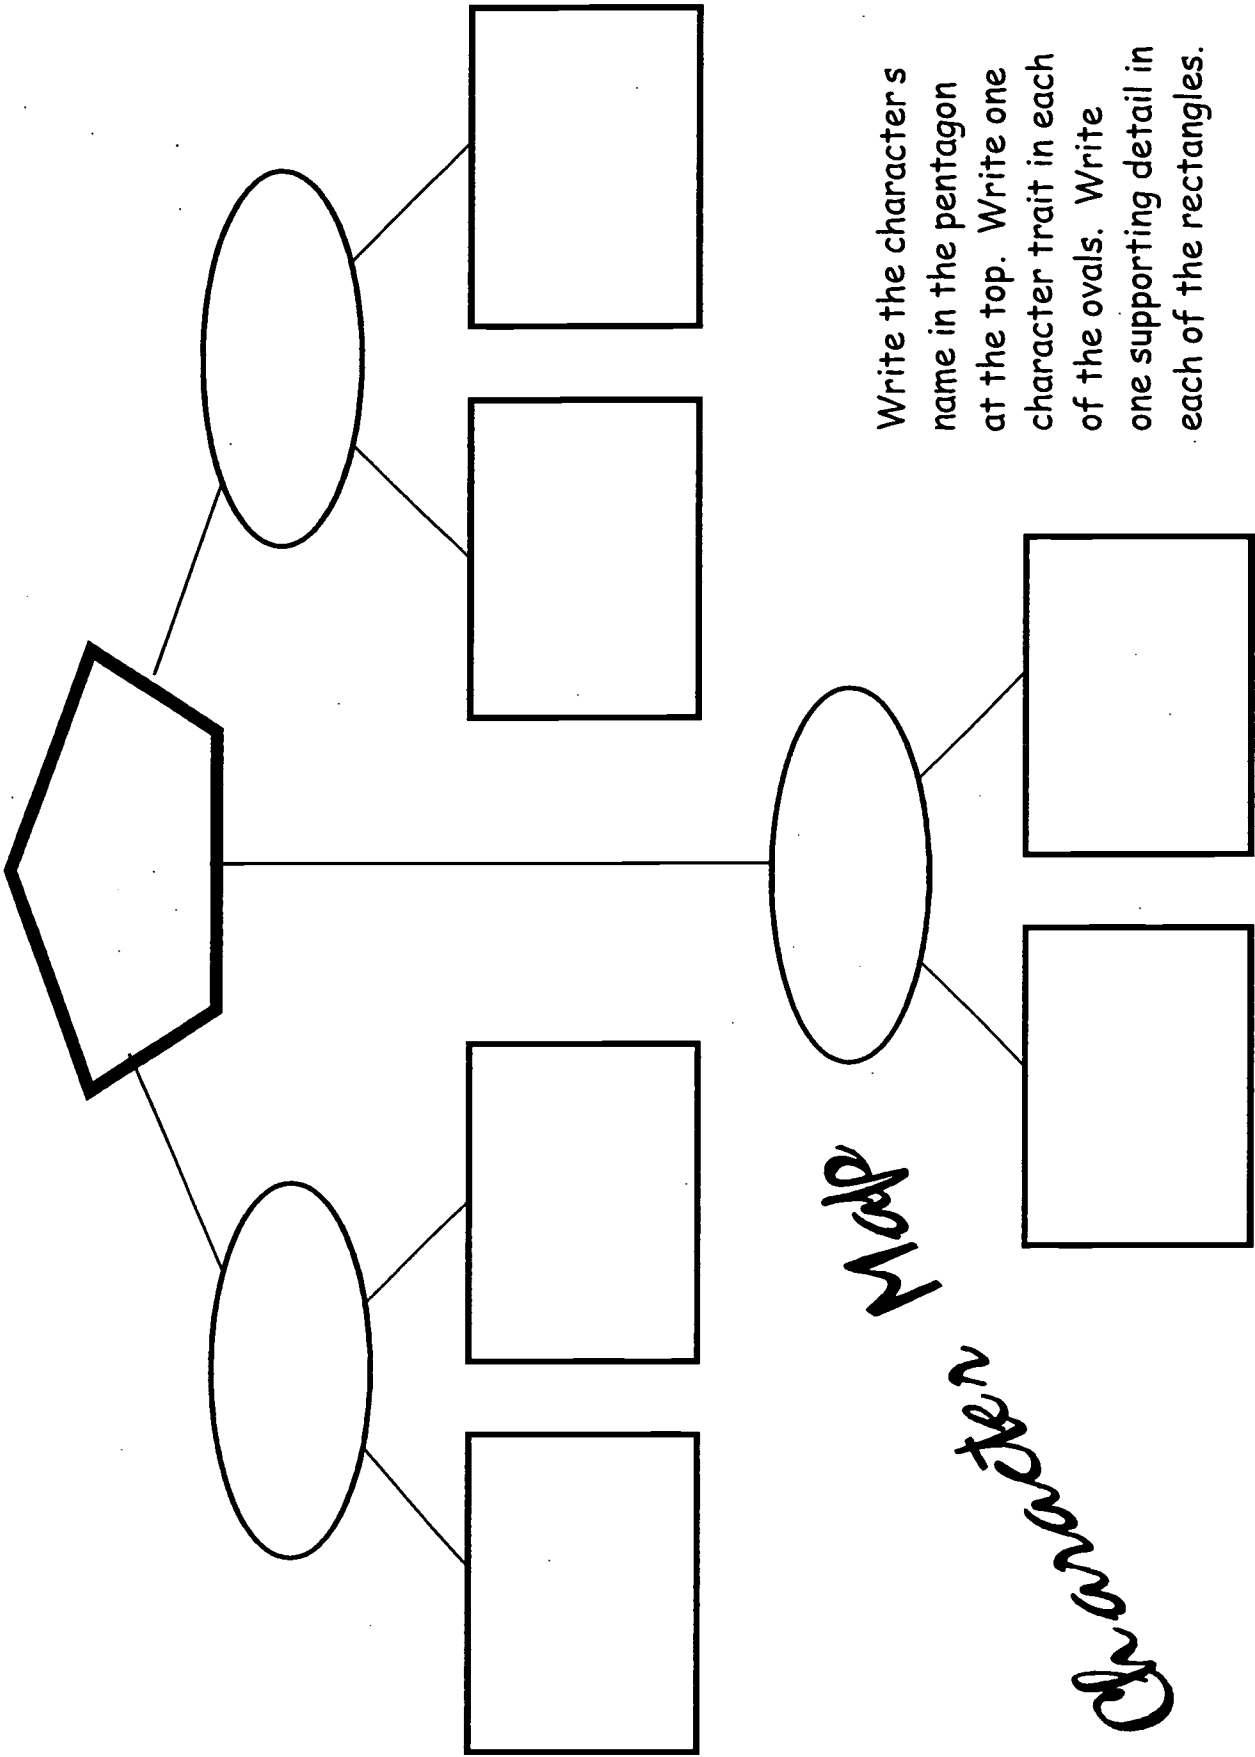 Character Map
Write the characters
name in the pentagon
at the top. Write one
character trait in each
of the ovals. Write
one supporting detail in
each of the rectangles.